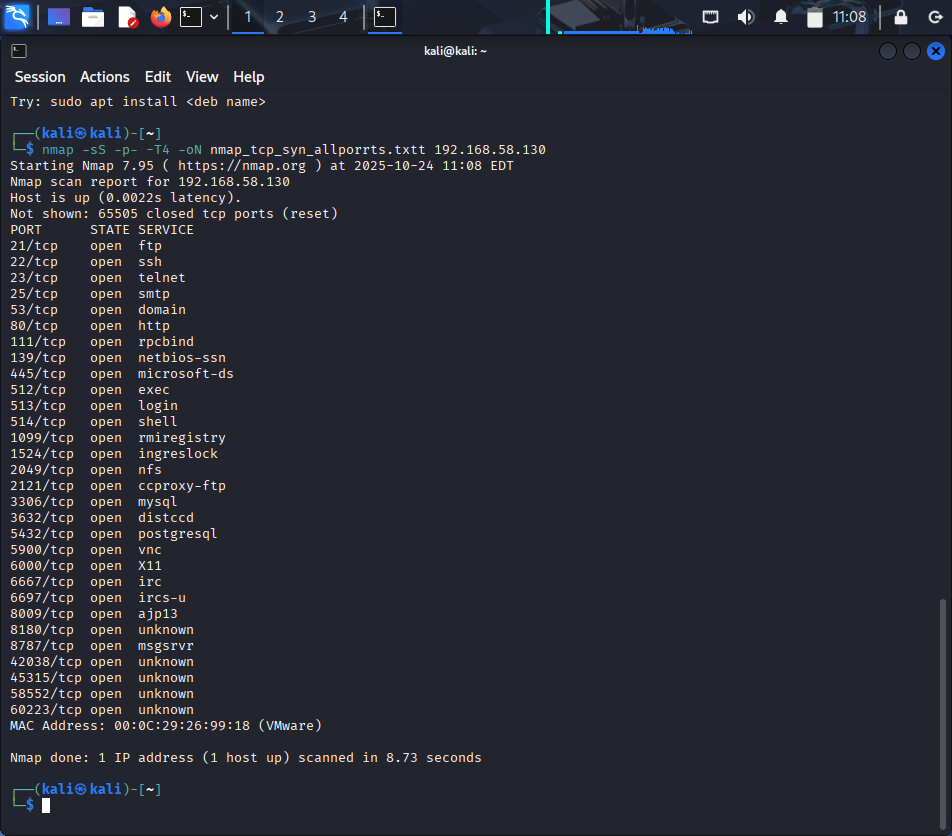 1 2 3 4 11:08
kali@kali: ~
Session Actions Edit View Help
Try: sudo apt install <deb name>
┌──(kali㉿kali)-[~]
└─$ nmap -sS -p- -T4 -oN nmap_tcp_syn_allporrts.txtt 192.168.58.130
Starting Nmap 7.95 ( https://nmap.org ) at 2025-10-24 11:08 EDT
Nmap scan report for 192.168.58.130
Host is up (0.0022s latency).
Not shown: 65505 closed tcp ports (reset)
PORT      STATE SERVICE
21/tcp    open  ftp
22/tcp    open  ssh
23/tcp    open  telnet
25/tcp    open  smtp
53/tcp    open  domain
80/tcp    open  http
111/tcp   open  rpcbind
139/tcp   open  netbios-ssn
445/tcp   open  microsoft-ds
512/tcp   open  exec
513/tcp   open  login
514/tcp   open  shell
1099/tcp  open  rmiregistry
1524/tcp  open  ingreslock
2049/tcp  open  nfs
2121/tcp  open  ccproxy-ftp
3306/tcp  open  mysql
3632/tcp  open  distccd
5432/tcp  open  postgresql
5900/tcp  open  vnc
6000/tcp  open  X11
6667/tcp  open  irc
6697/tcp  open  ircs-u
8009/tcp  open  ajp13
8180/tcp  open  unknown
8787/tcp  open  msgsrvr
42038/tcp open  unknown
45315/tcp open  unknown
58552/tcp open  unknown
60223/tcp open  unknown
MAC Address: 00:0C:29:26:99:18 (VMware)
Nmap done: 1 IP address (1 host up) scanned in 8.73 seconds
┌──(kali㉿kali)-[~]
└─$